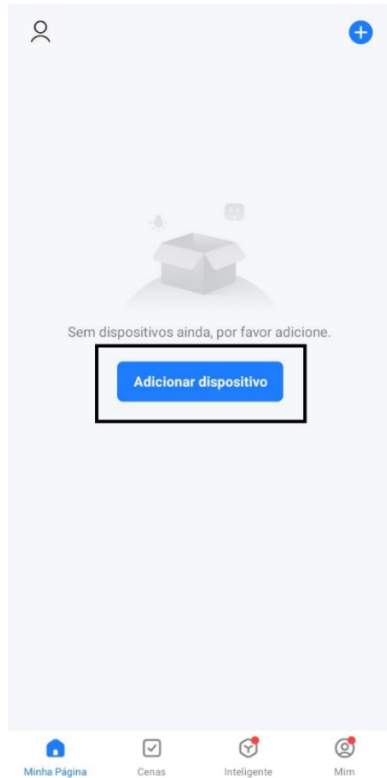 Sem dispositivos ainda, por favor adicione.
Adicionar dispositivo
Minha Página
Cenas
Inteligente
Mim